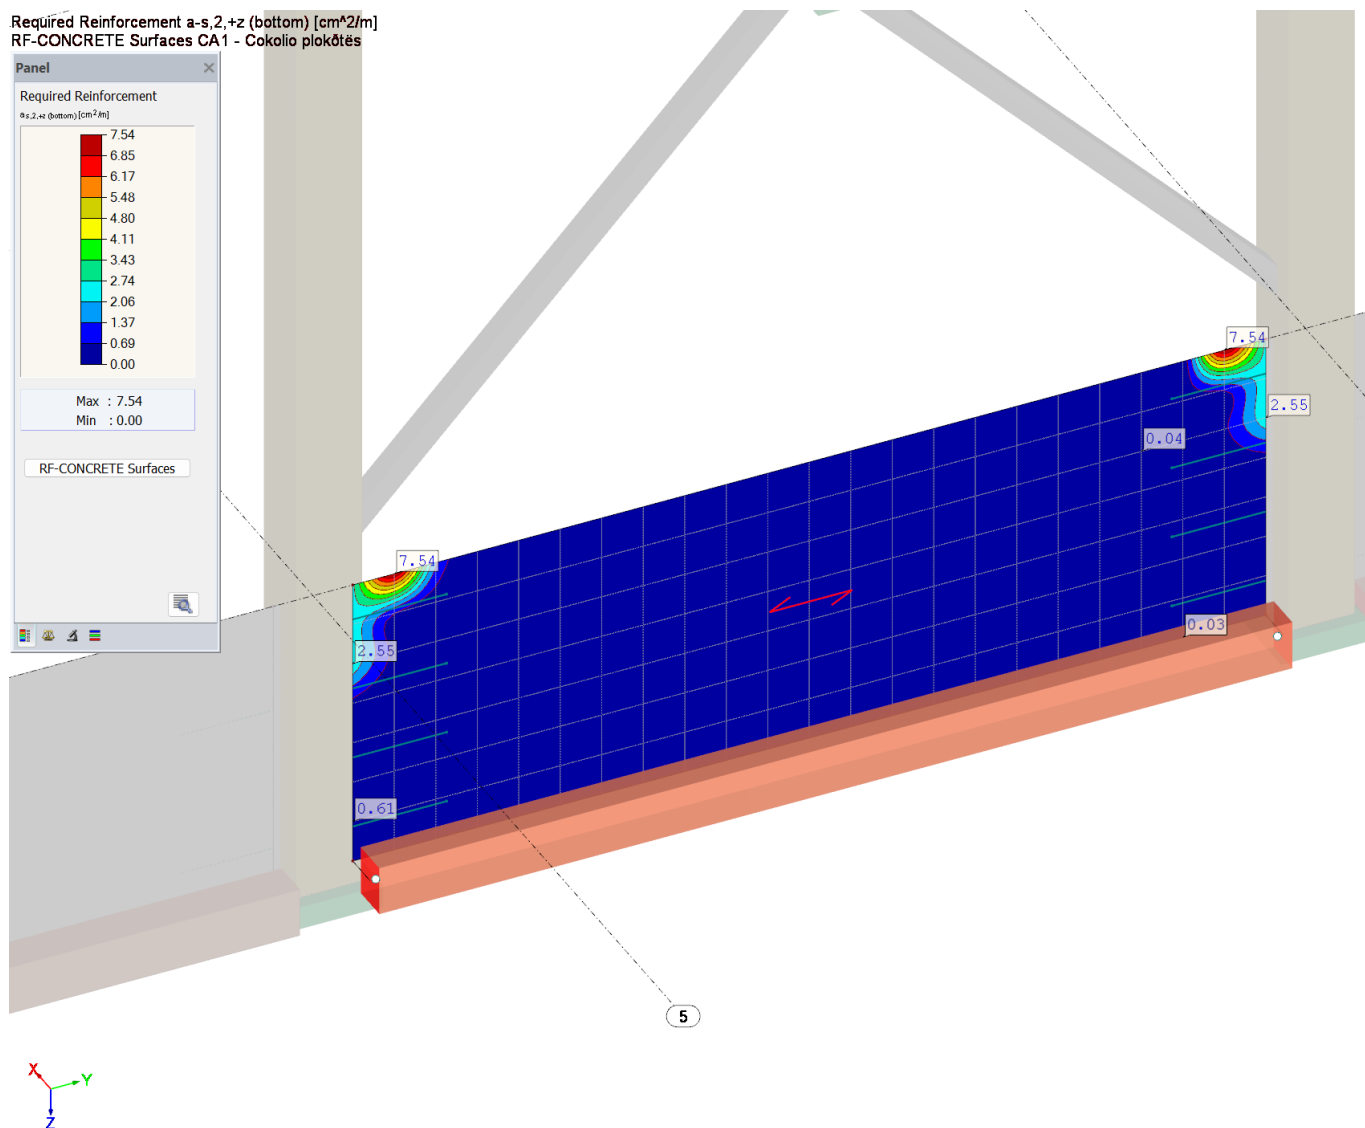 Required Reinforcement a-s,2,+z (bottom) [cm^2/m]
RF-CONCRETE Surfaces CA1 - Cokolio plokõtës
Panel
Required Reinforcement
as,2,+z (bottom) [cm2/m]
7.54
6.85
6.17
5.48
4.80
4.11
3.43
2.74
2.06
1.37
0.69
0.00
Max : 7.54
Min : 0.00
RF-CONCRETE Surfaces
7.54
2.55
0.04
7.54
2.55
0.03
0.61
5
X
Y
Z